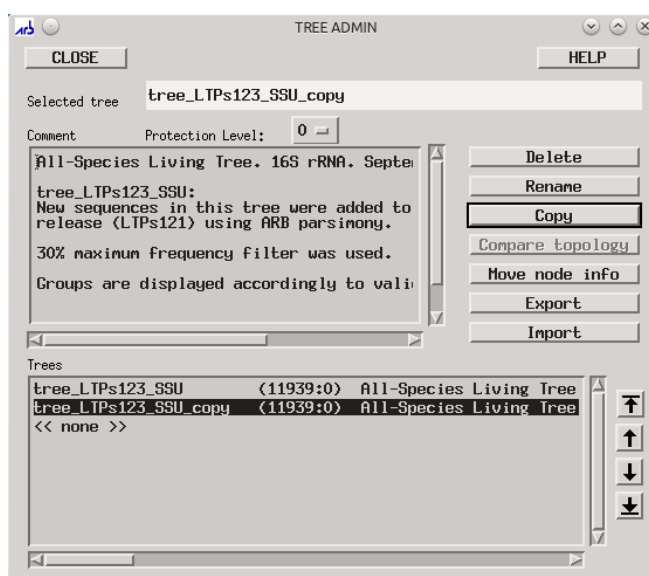 arb TREE ADMIN
CLOSE HELP
Selected tree tree_LTPs123_SSU_copy
Comment Protection Level: 0
All-Species Living Tree. 16S rRNA. Septe
tree_LTPs123_SSU:
New sequences in this tree were added to
release (LTPs121) using ARB parsimony.
30% maximum frequency filter was used.
Groups are displayed accordingly to vali
Delete
Rename
Copy
Compare topology
Move node info
Export
Import
Trees
tree_LTPs123_SSU (11939:0) All-Species Living Tree
tree_LTPs123_SSU_copy (11939:0) All-Species Living Tree
<< none >>